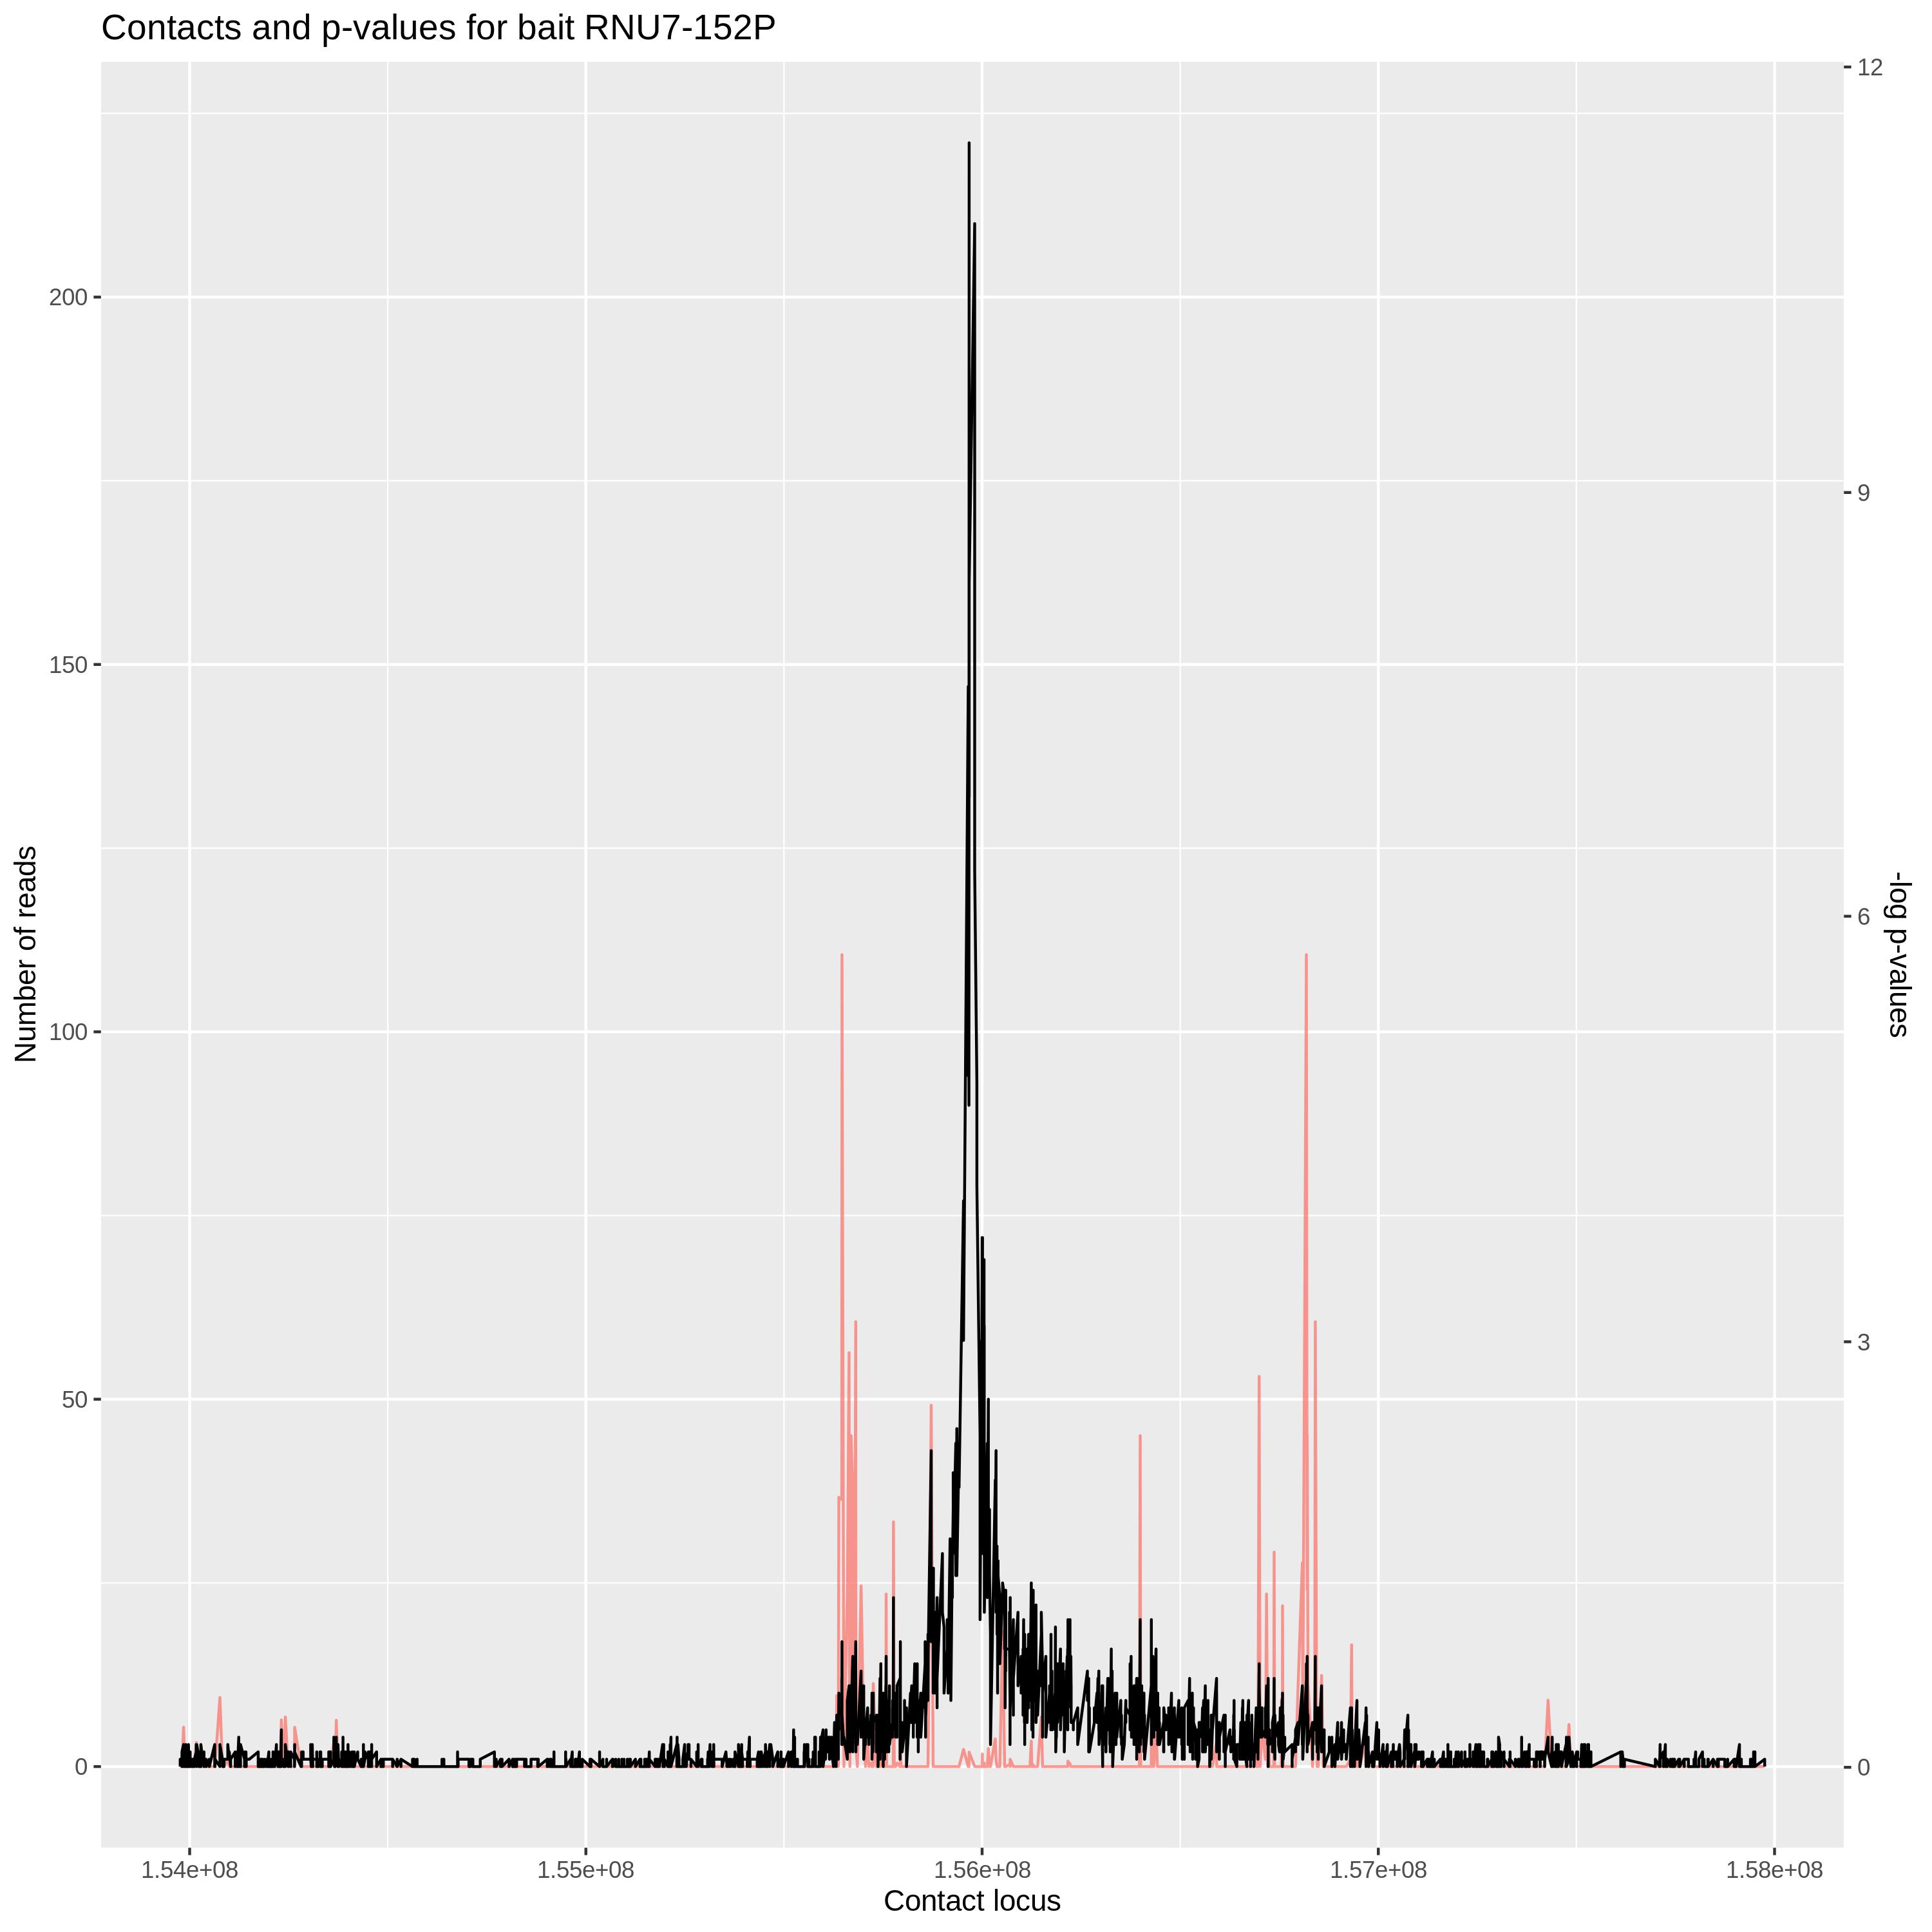 Contacts and p-values for bait RNU7-152P
Number of reads
200
150
100
50
0
12
9
6
3
0
-log p-values
1.54e+08
1.55e+08
1.56e+08
1.57e+08
1.58e+08
Contact locus